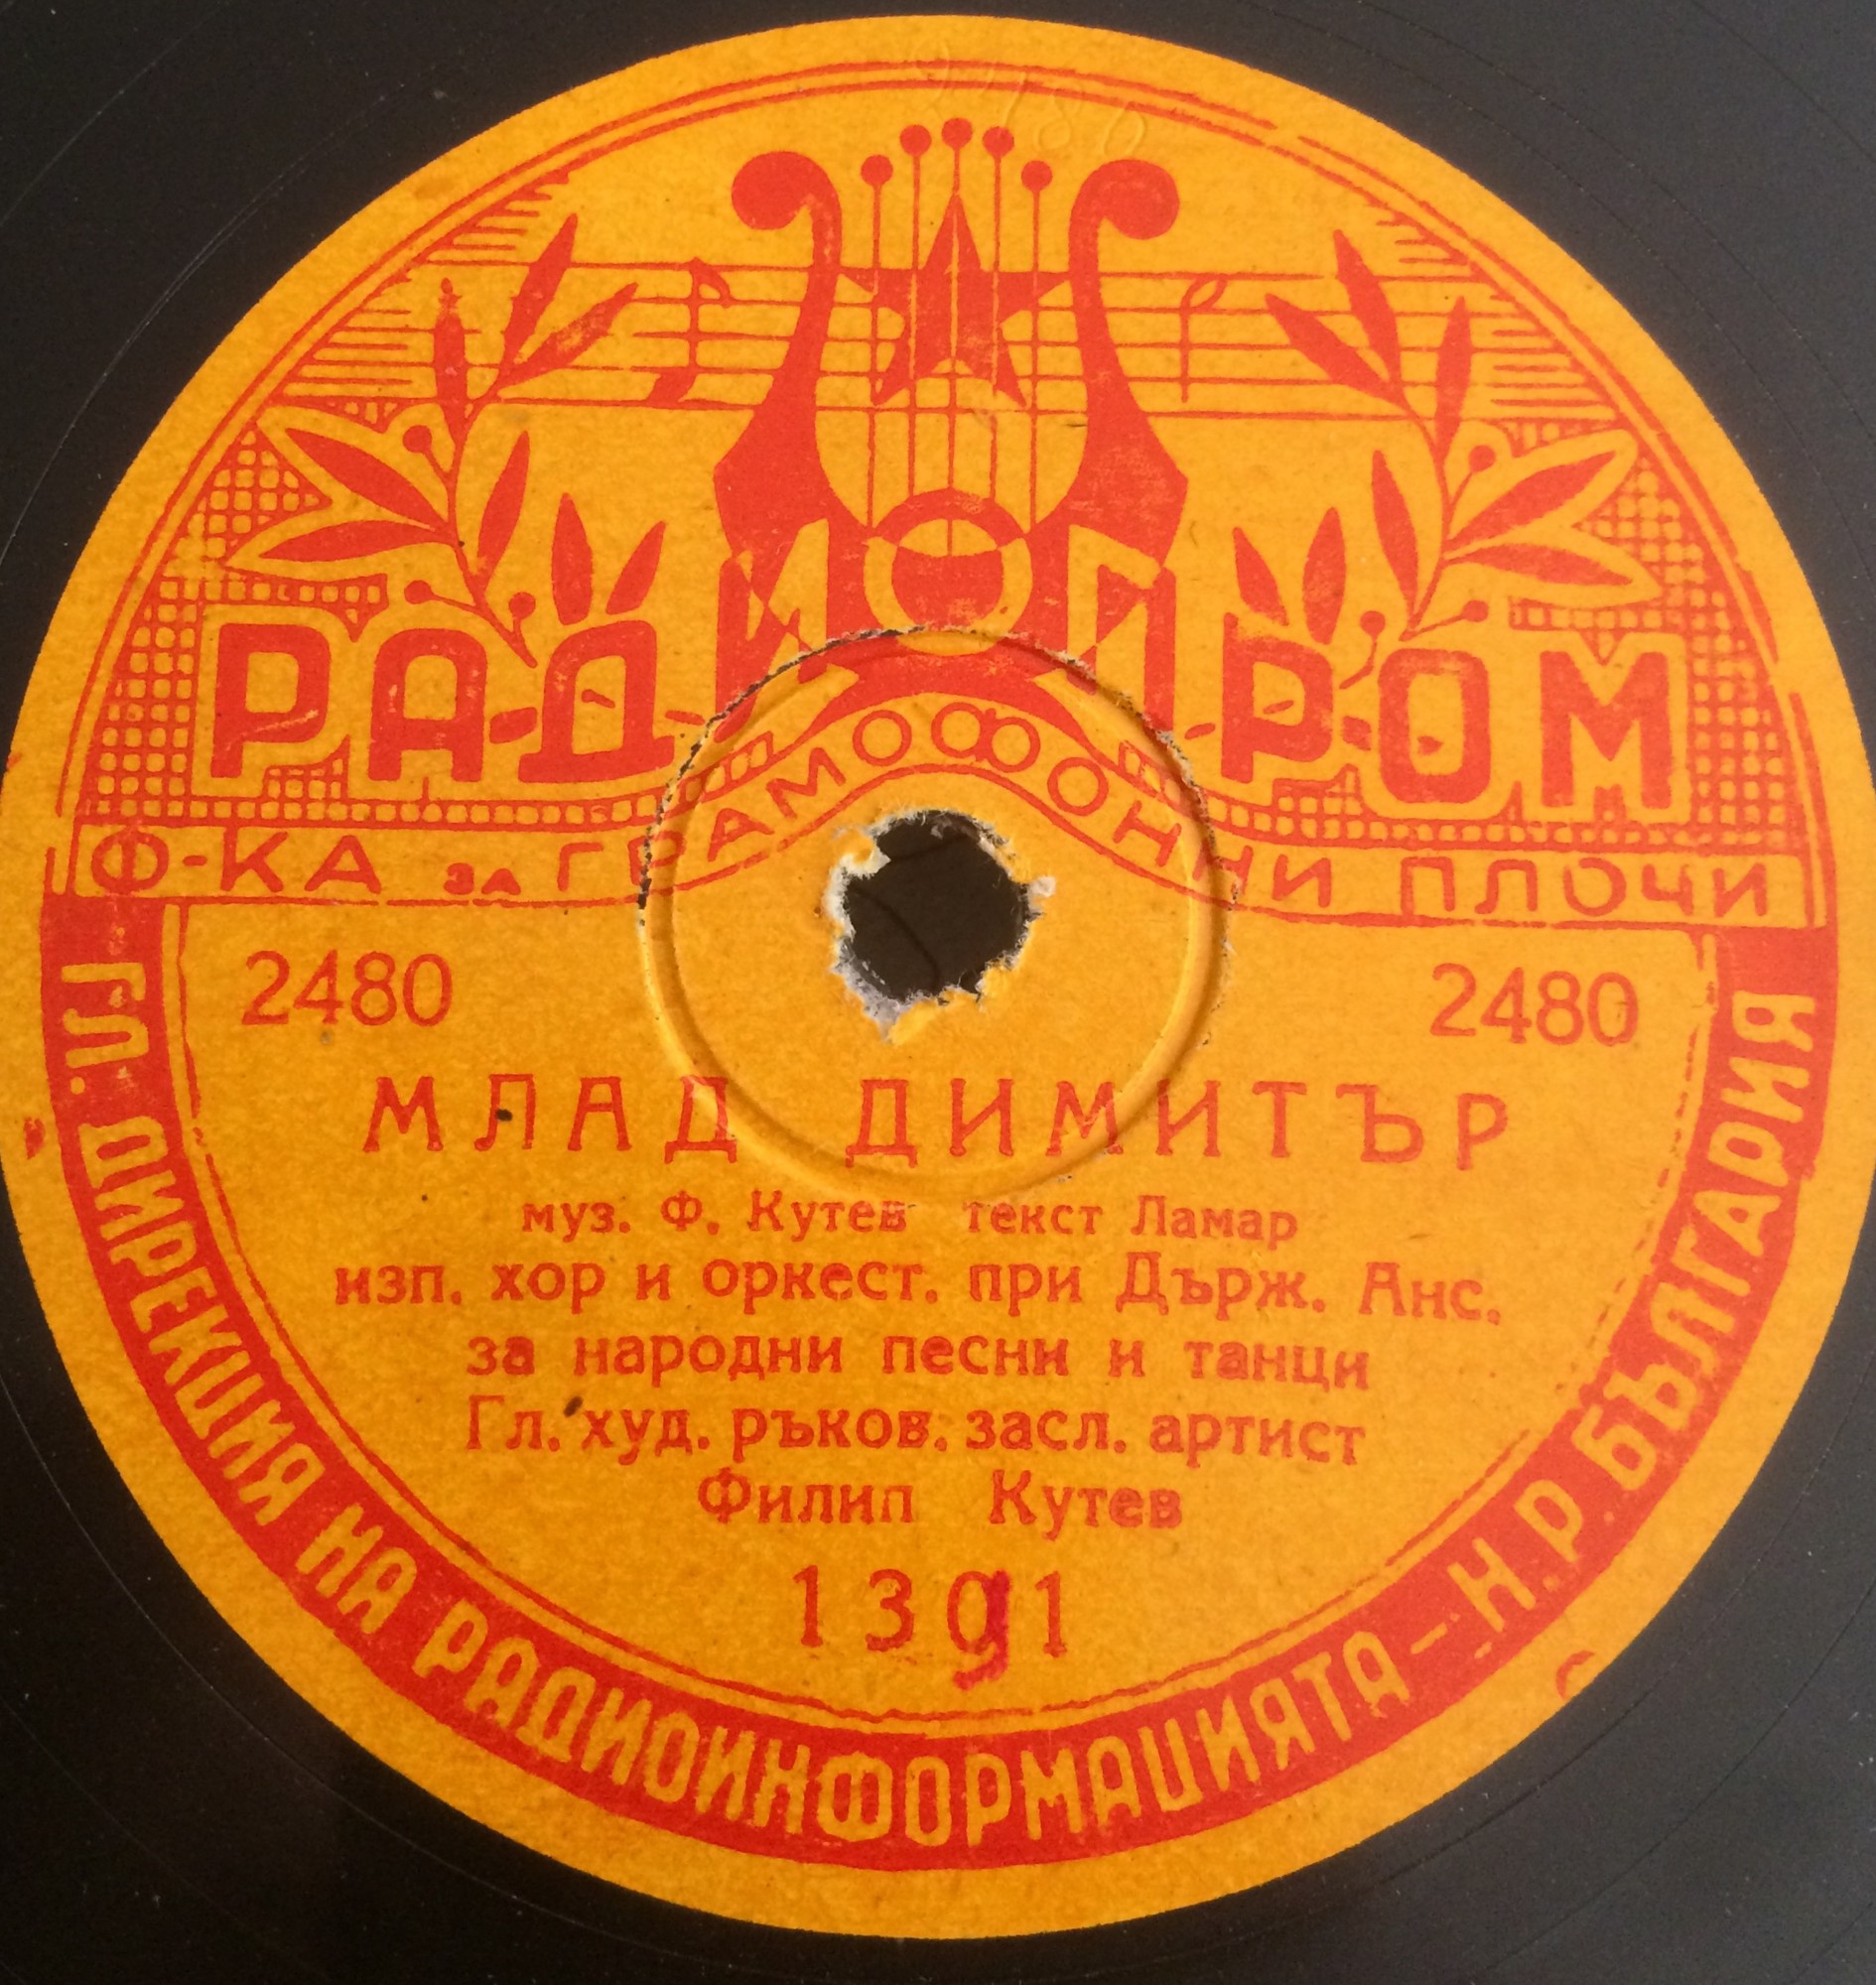 РАДИОПРОМ
Ф-КА за ГРАМОФОННИ ПЛОЧИ
2480 2480
МЛАД ДИМИТЪР
муз. Ф. Кутев текст Ламар
изп. хор и оркест. при Държ. Анс.
за народни песни и танци
Гл. худ. ръков. засл. артист
Филип Кутев
1391
ГЛ. ДИРЕКЦИЯ НА РАДИОИНФОРМАЦИЯТА – Н.Р. БЪЛГАРИЯ